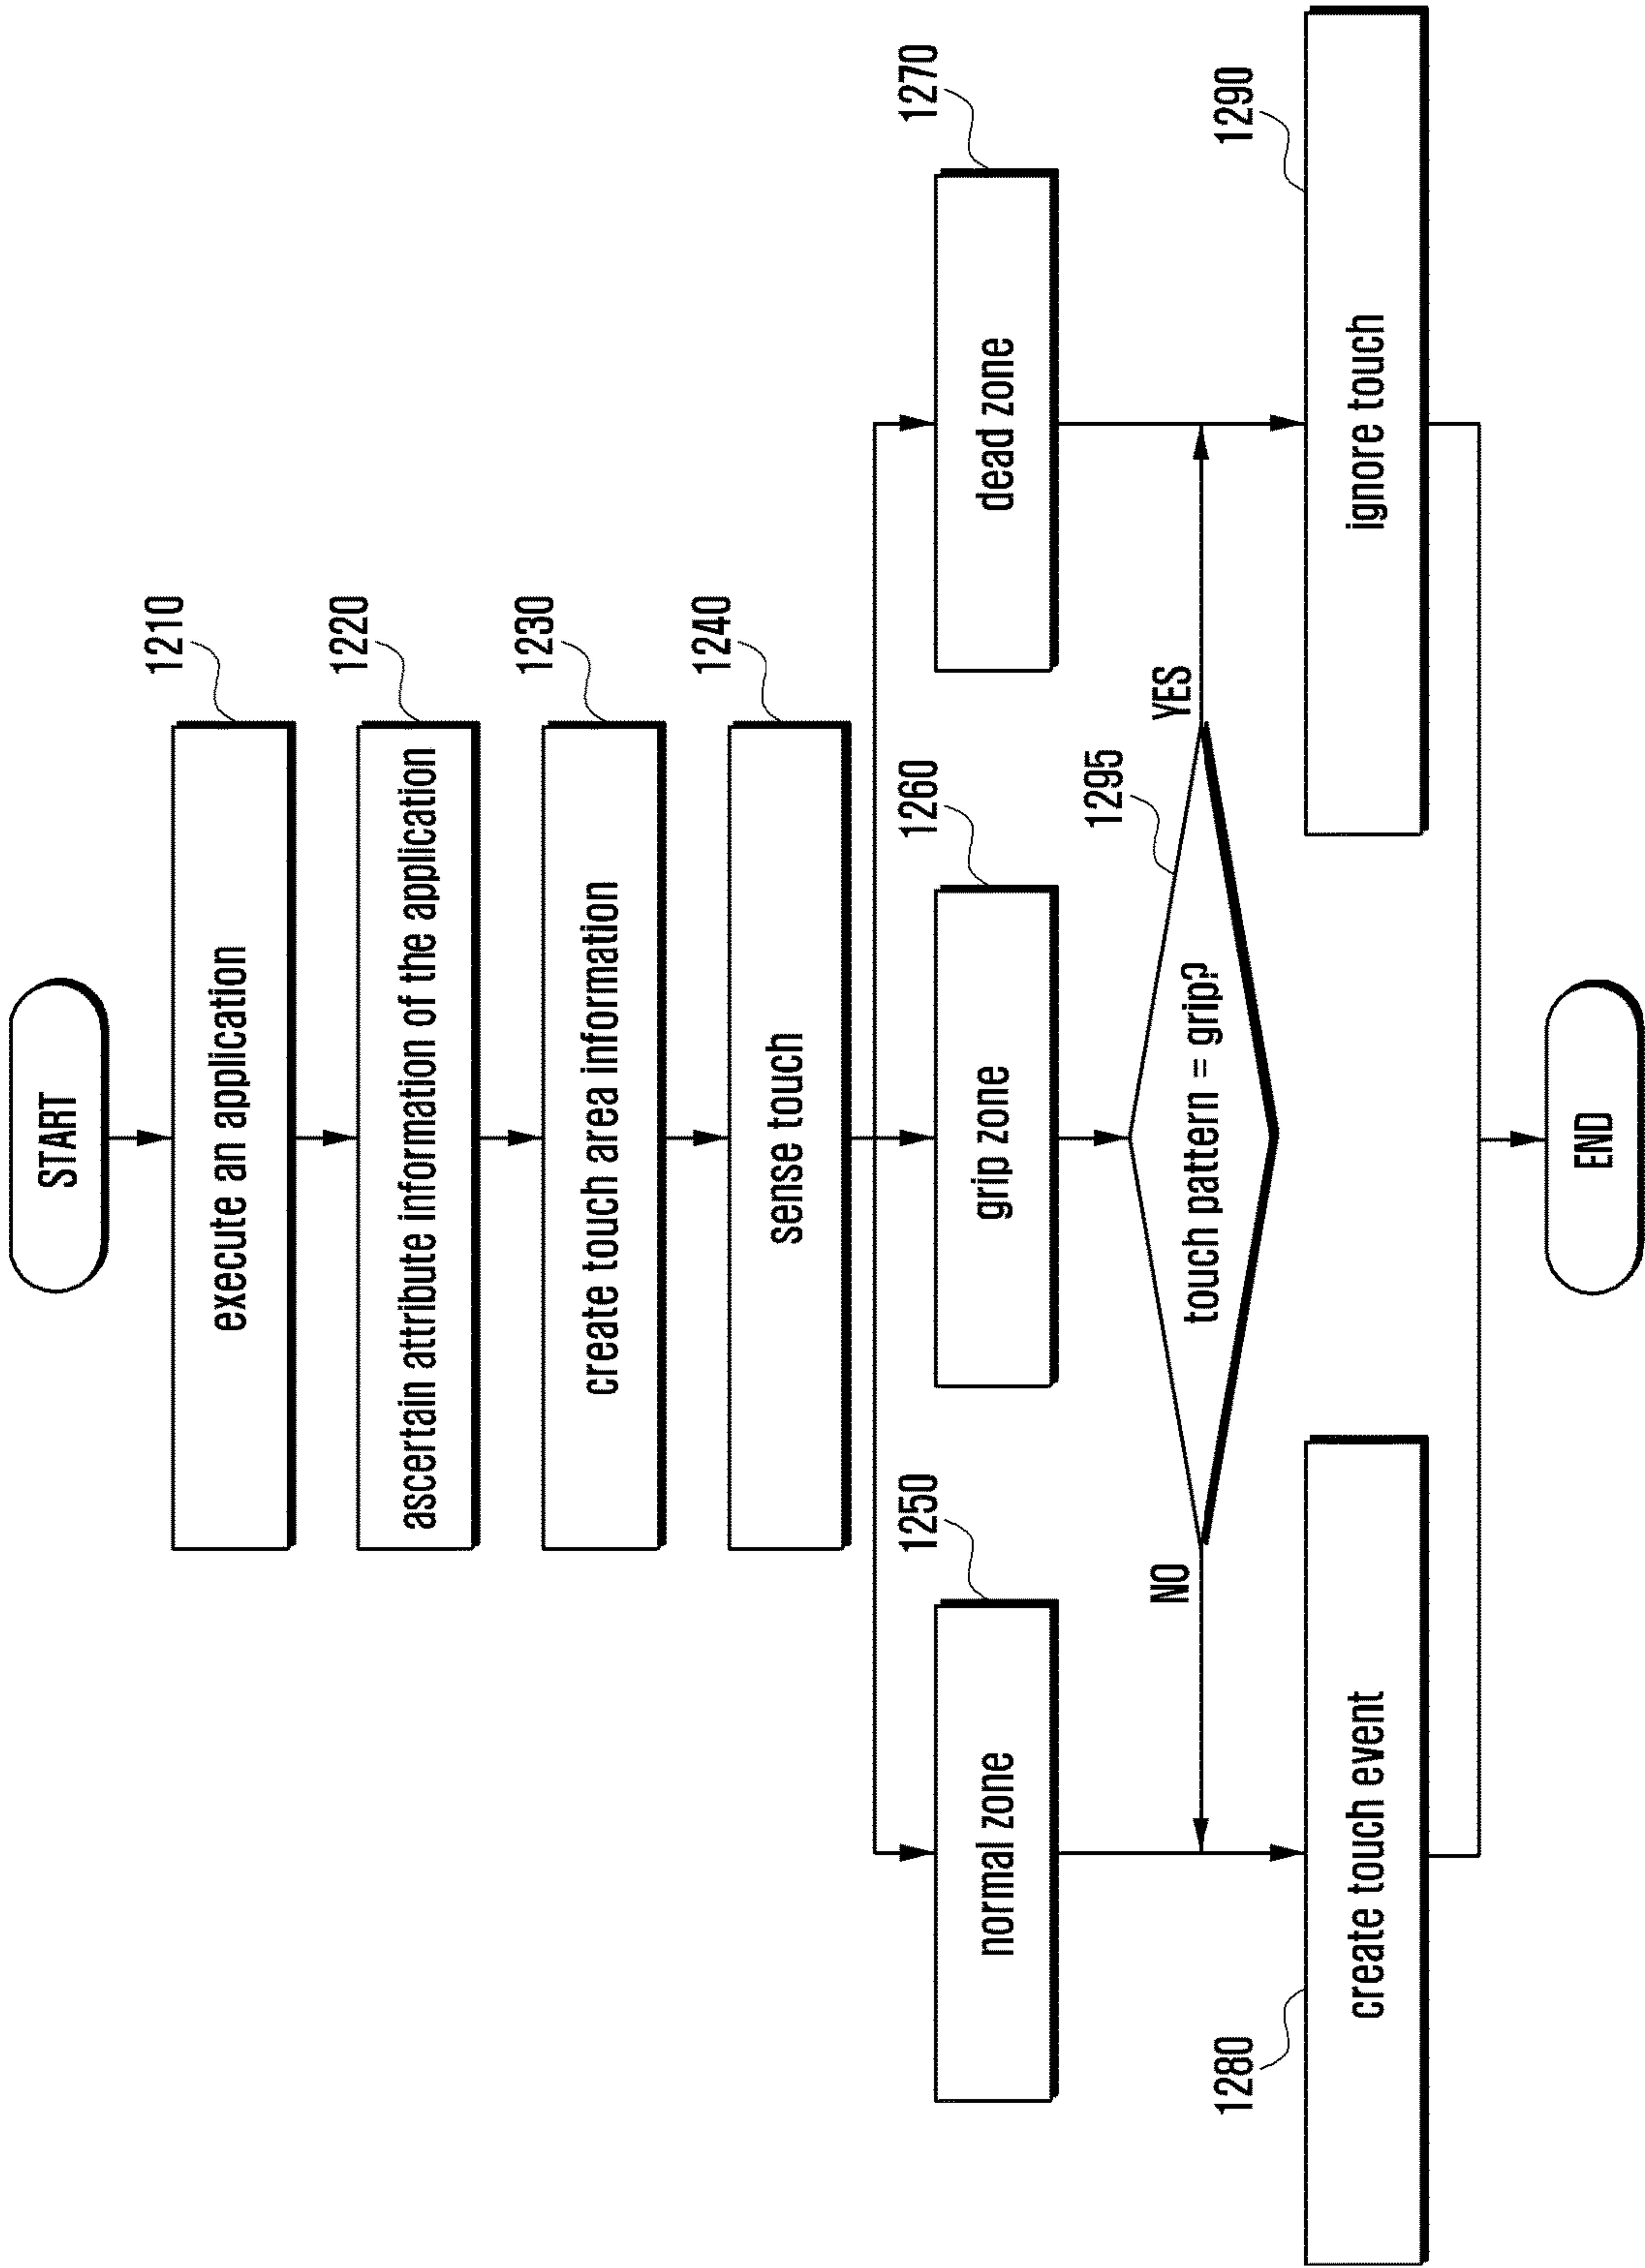 START
1210
execute an application
1220
ascertain attribute information of the application
1230
create touch area information
1240
sense touch
1250
normal zone
1260
grip zone
1270
dead zone
1295
touch pattern = grip?
NO
YES
1280
create touch event
1290
ignore touch
END